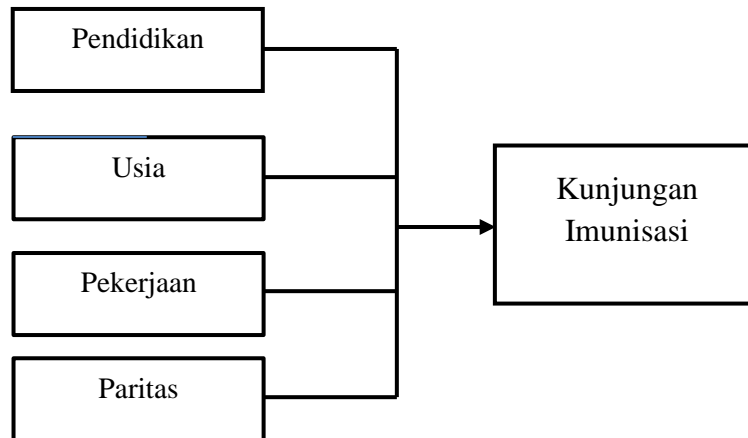 Pendidikan
Usia
Pekerjaan
Paritas
Kunjungan
Imunisasi